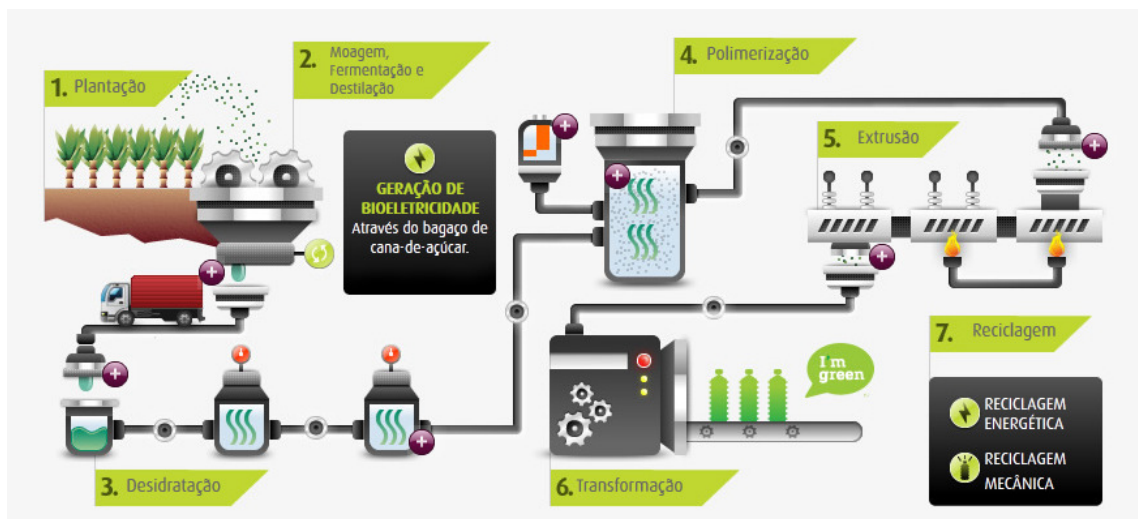 1. Plantação
2. Moagem,
Fermentação e
Destilação
GERAÇÃO DE
BIOELETRICIDADE
Através do bagaço de
cana-de-açúcar.
3. Desidratação
4. Polimerização
5. Extrusão
6. Transformação
I'm
green
7. Reciclagem
RECICLAGEM
ENERGÉTICA
RECICLAGEM
MECÂNICA